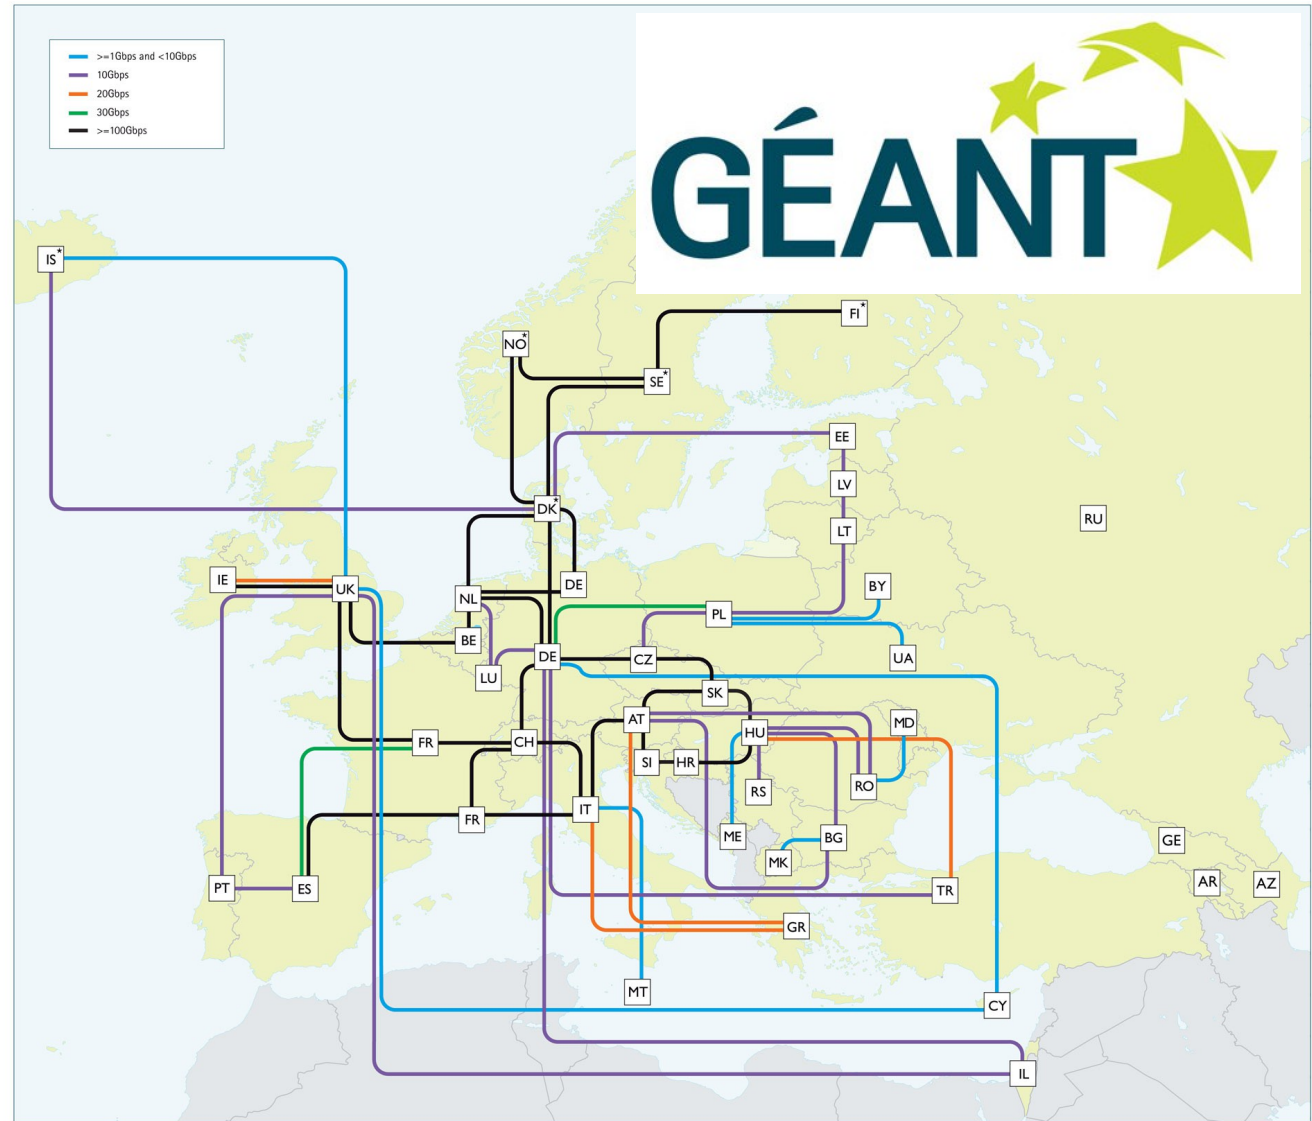 >=1Gbps and <10Gbps
10Gbps
20Gbps
30Gbps
>=100Gbps
GÉANT
IS*
FI*
NO*
SE*
EE
LV
DK*
RU
LT
IE
UK
DE
BY
NL
PL
BE
DE
CZ
UA
LU
SK
AT
MD
HU
FR
CH
SI
HR
RO
RS
IT
FR
ME
BG
GE
MK
PT
ES
TR
AR
AZ
GR
MT
CY
IL